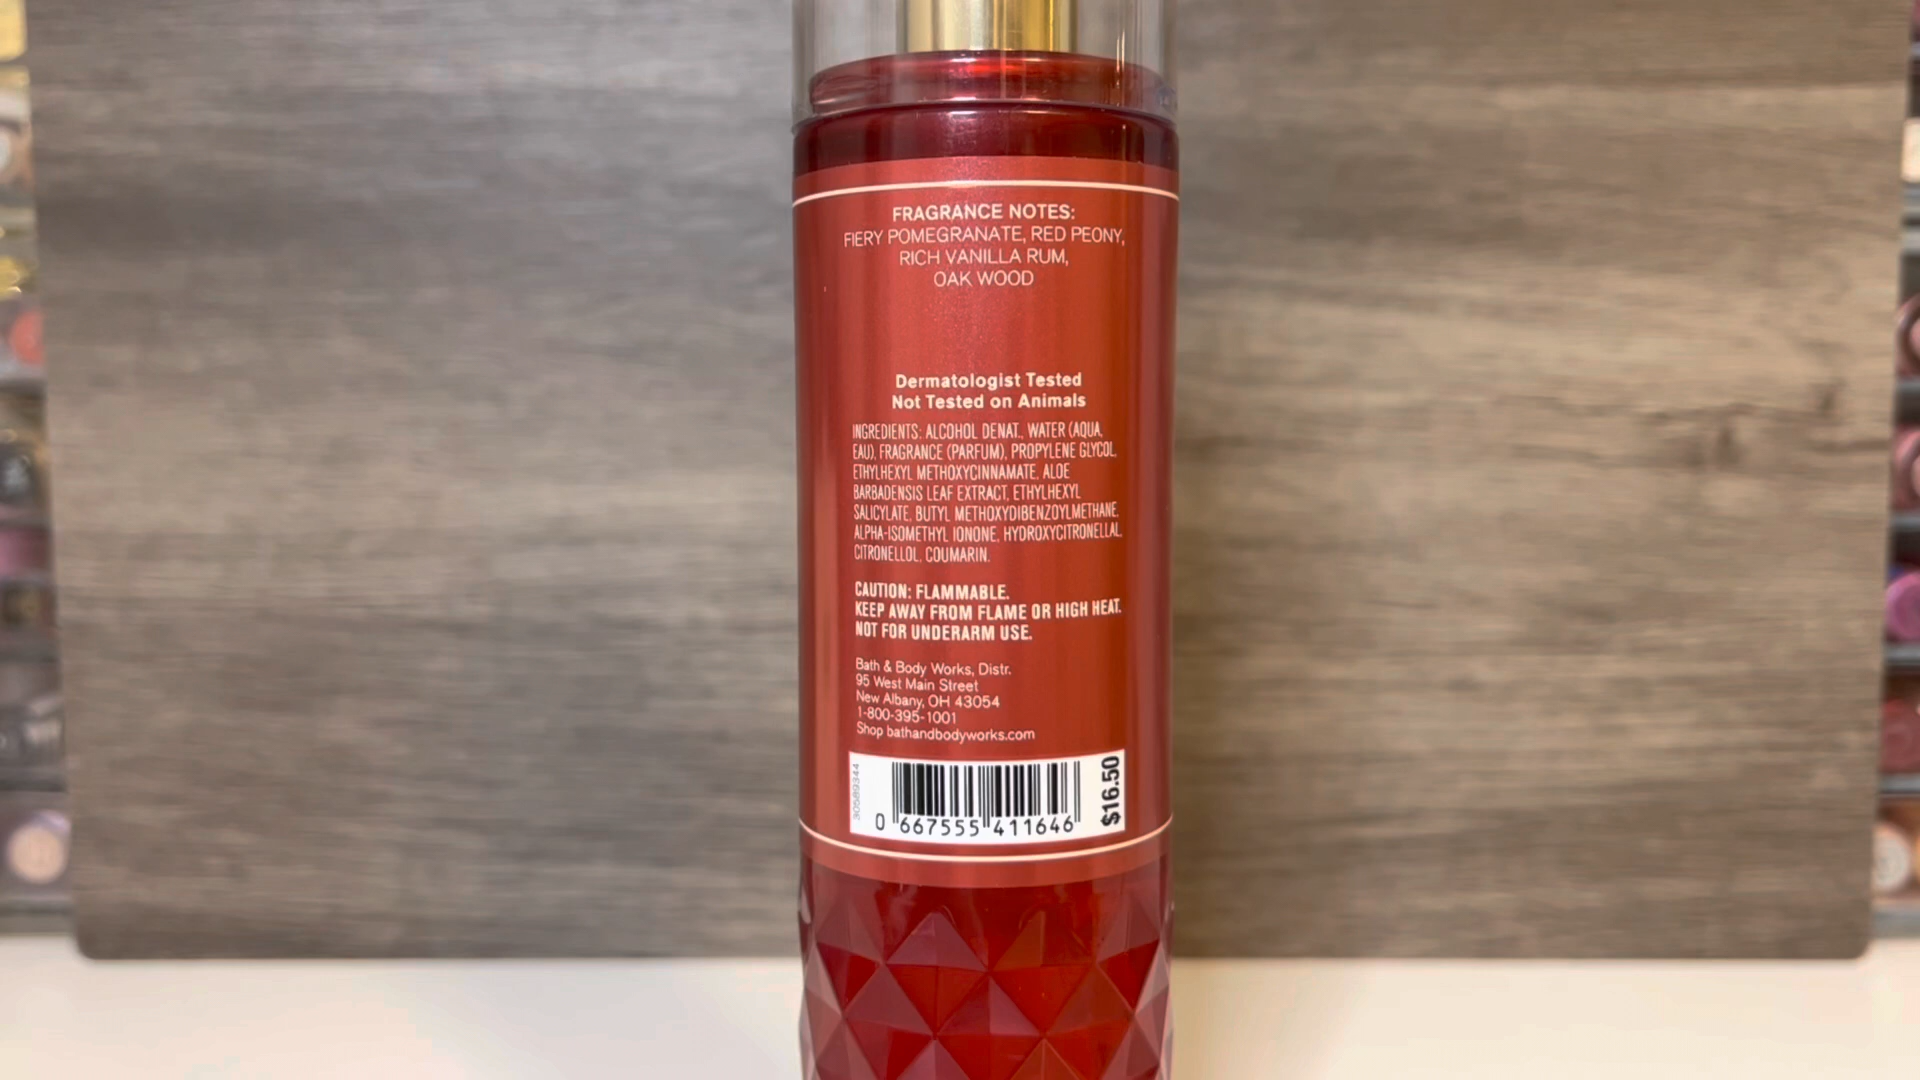 FRAGRANCE NOTES:
FIERY POMEGRANATE, RED PEONY,
RICH VANILLA RUM,
OAK WOOD
Dermatologist Tested
Not Tested on Animals
INGREDIENTS: ALCOHOL DENAT., WATER (AQUA,
EAU), FRAGRANCE (PARFUM), PROPYLENE GLYCOL,
ETHYLHEXYL METHOXYCINNAMATE, ALOE
BARBADENSIS LEAF EXTRACT, ETHYLHEXYL
SALICYLATE, BUTYL METHOXYDIBENZOYLMETHANE,
ALPHA-ISOMETHYL IONONE, HYDROXYCITRONELLAL,
CITRONELLOL, COUMARIN.
CAUTION: FLAMMABLE.
KEEP AWAY FROM FLAME OR HIGH HEAT.
NOT FOR UNDERARM USE.
Bath & Body Works, Distr.
95 West Main Street
New Albany, OH 43054
1-800-395-1001
Shop bathandbodyworks.com
30589344
0 667555 411646
$16.50